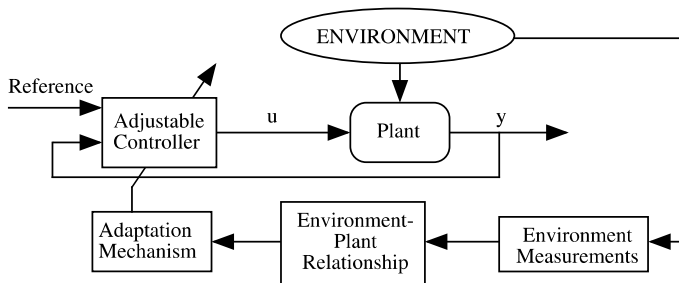 ENVIRONMENT
Reference
Adjustable
Controller
u
Plant
y
Adaptation
Mechanism
Environment-
Plant
Relationship
Environment
Measurements